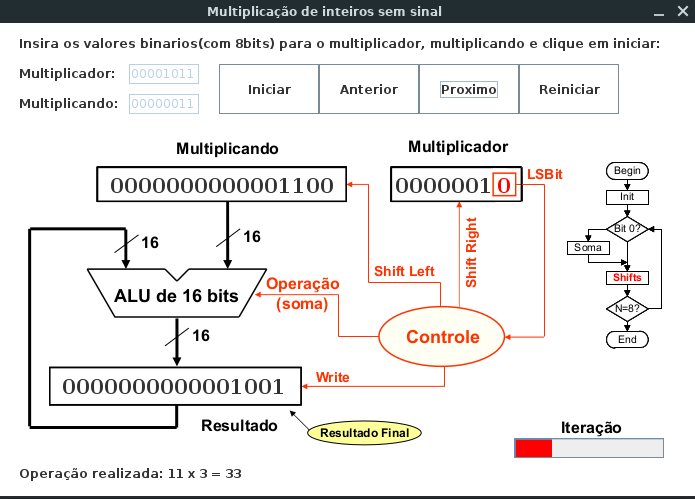 Multiplicação de inteiros sem sinal
Insira os valores binarios(com 8bits) para o multiplicador, multiplicando e clique em iniciar:
Multiplicador: 00001011
Multiplicando: 00000011
Iniciar Anterior Proximo Reiniciar
Multiplicando
Multiplicador
0000000000001100
00000010
LSBit
Begin
Init
Bit 0?
Soma
Shifts
N=8?
End
16
16
Shift Left
Shift Right
Operação
(soma)
ALU de 16 bits
Controle
16
Write
0000000000001001
Resultado
Resultado Final
Iteração
Operação realizada: 11 x 3 = 33